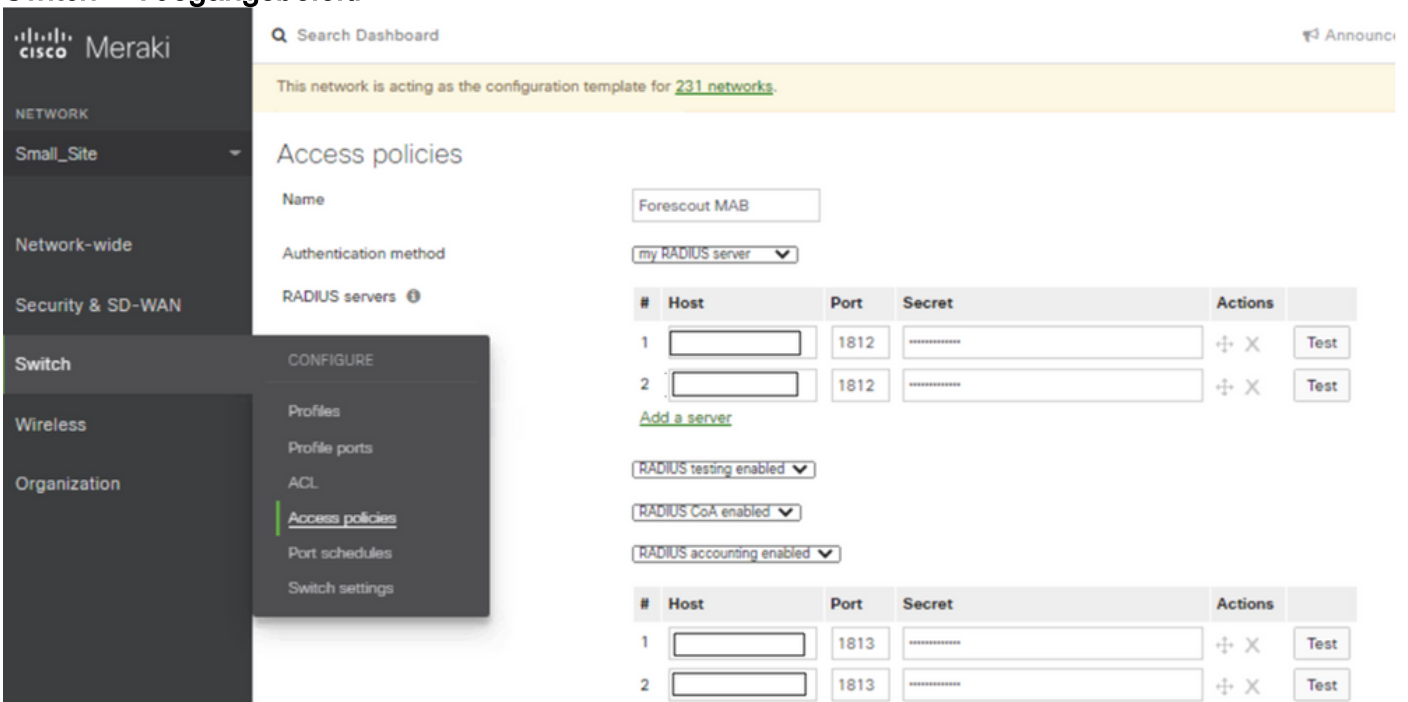 cisco Meraki
Search Dashboard
This network is acting as the configuration template for 231 networks.
NETWORK
Small_Site
Network-wide
Security & SD-WAN
Switch
Wireless
Organization
CONFIGURE
Profiles
Profile ports
ACL
Access policies
Port schedules
Switch settings
Access policies
Name
Forescout MAB
Authentication method
my RADIUS server
RADIUS servers
# Host Port Secret Actions
1 1812 Test
2 1812 Test
Add a server
RADIUS testing enabled
RADIUS CoA enabled
RADIUS accounting enabled
# Host Port Secret Actions
1 1813 Test
2 1813 Test